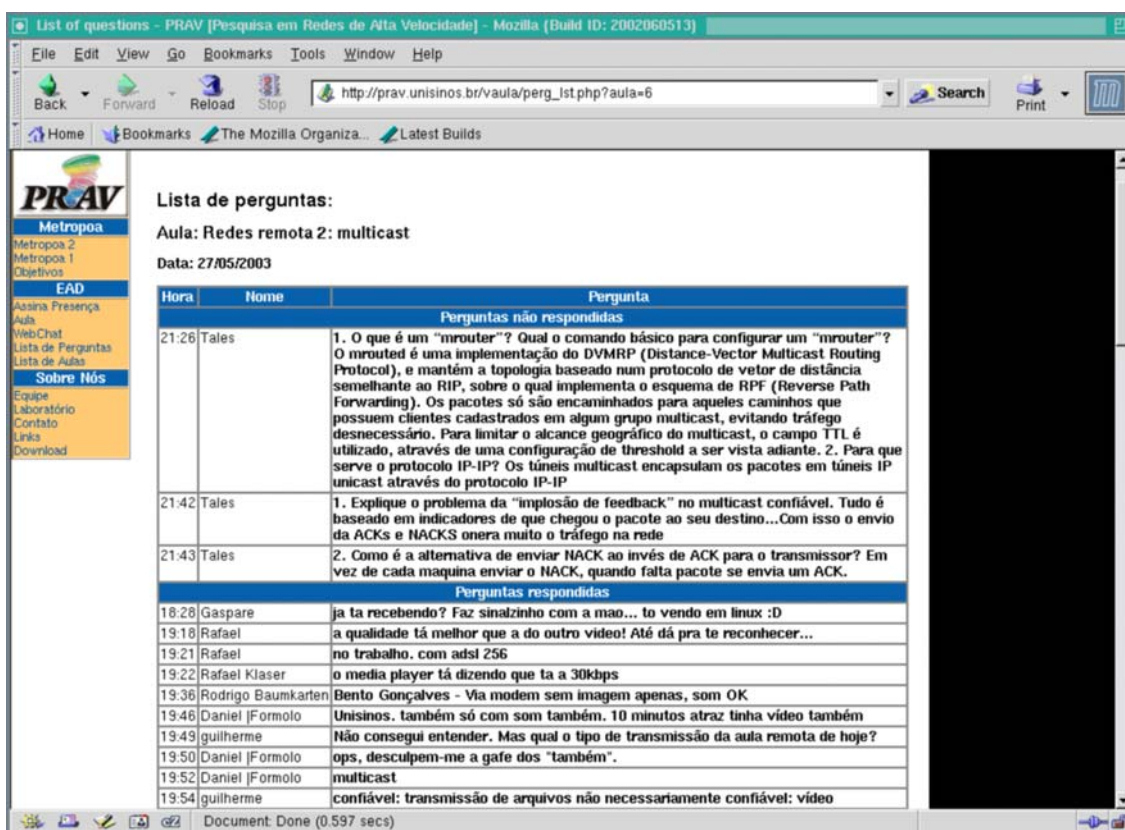 List of questions - PRAV [Pesquisa em Redes de Alta Velocidade] - Mozilla {Build ID: 2002060513}
File Edit View Go Bookmarks Tools Window Help
Back Forward Reload Stop http://prav.unisinos.br/vaula/perg_lst.php?aula=6 Search Print
Home Bookmarks The Mozilla Organiza... Latest Builds
PRAV
Metropoa
Metropoa 2
Metropoa 1
Objetivos
EAD
Assina Presença
Aula
WebChat
Lista de Perguntas
Lista de Aulas
Sobre Nós
Equipe
Laboratório
Contato
Links
Download
Lista de perguntas:
Aula: Redes remota 2: multicast
Data: 27/05/2003
Hora Nome Pergunta
Perguntas não respondidas
21:26 Tales 1. O que é um “mrouter”? Qual o comando básico para configurar um “mrouter”?
O mrouted é uma implementação do DVMRP (Distance-Vector Multicast Routing
Protocol), e mantém a topologia baseado num protocolo de vetor de distância
semelhante ao RIP, sobre o qual implementa o esquema de RPF (Reverse Path
Forwarding). Os pacotes só são encaminhados para aqueles caminhos que
possuem clientes cadastrados em algum grupo multicast, evitando tráfego
desnecessário. Para limitar o alcance geográfico do multicast, o campo TTL é
utilizado, através de uma configuração de threshold a ser vista adiante. 2. Para que
serve o protocolo IP-IP? Os túneis multicast encapsulam os pacotes em túneis IP
unicast através do protocolo IP-IP
21:42 Tales 1. Explique o problema da “implosão de feedback” no multicast confiável. Tudo é
baseado em indicadores de que chegou o pacote ao seu destino...Com isso o envio
da ACKs e NACKS onera muito o tráfego na rede
21:43 Tales 2. Como é a alternativa de enviar NACK ao invés de ACK para o transmissor? Em
vez de cada maquina enviar o NACK, quando falta pacote se envia um ACK.
Perguntas respondidas
18:28 Gaspare ja ta recebendo? Faz sinalzinho com a mao... to vendo em linux :D
19:18 Rafael a qualidade tá melhor que a do outro video! Até dá pra te reconhecer...
19:21 Rafael no trabalho. com adsl 256
19:22 Rafael Klaser o media player tá dizendo que ta a 30kbps
19:36 Rodrigo Baumkarten Bento Gonçalves - Via modem sem imagem apenas, som OK
19:46 Daniel |Formolo Unisinos. também só com som também. 10 minutos atraz tinha vídeo também
19:49 guilherme Não consegui entender. Mas qual o tipo de transmissão da aula remota de hoje?
19:50 Daniel |Formolo ops, desculpem-me a gafe dos "também".
19:52 Daniel |Formolo multicast
19:54 guilherme confiável: transmissão de arquivos não necessariamente confiável: vídeo
Document: Done (0.597 secs)